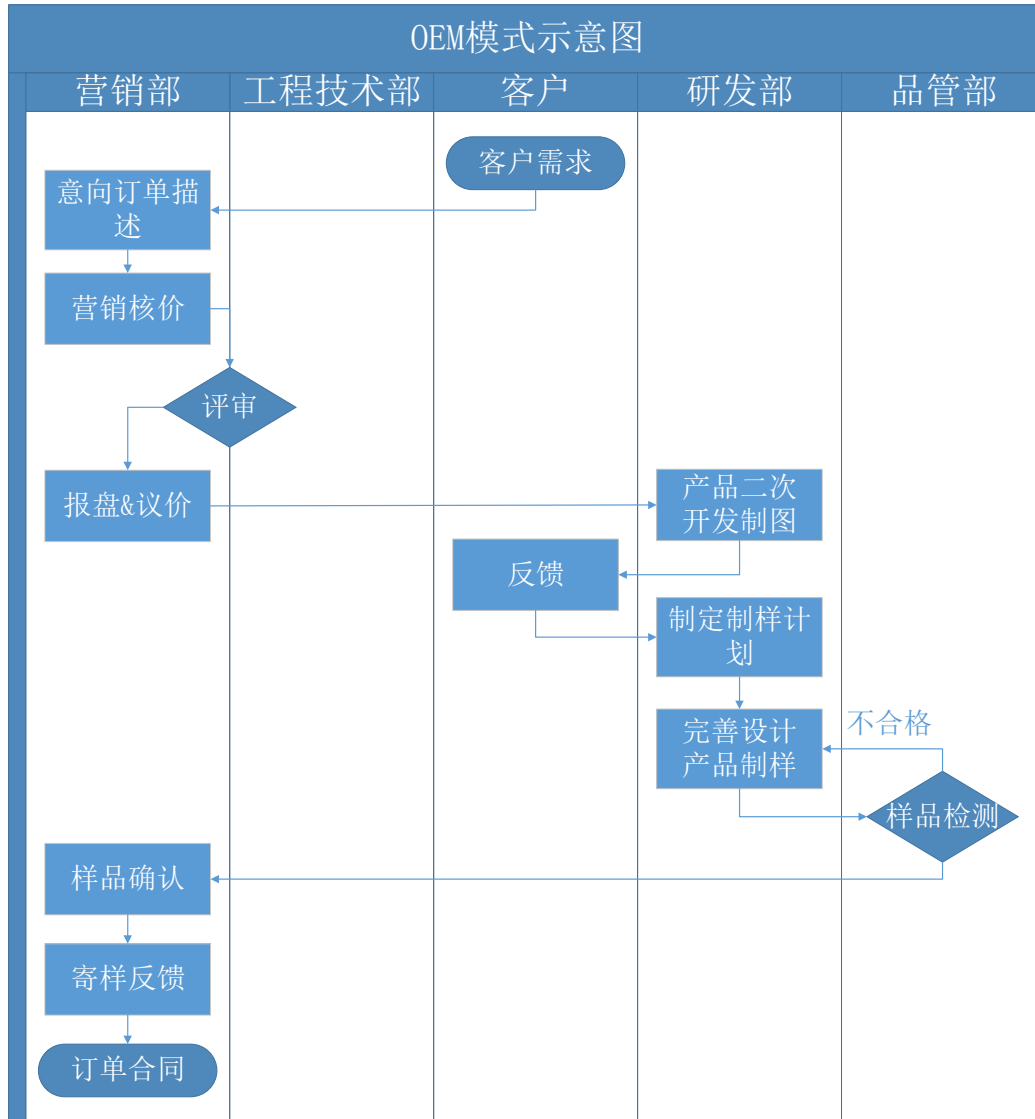 OEM模式示意图
营销部
工程技术部
客户
研发部
品管部
客户需求
意向订单描
述
营销核价
评审
报盘&议价
产品二次
开发制图
反馈
制定制样计
划
完善设计
产品制样
不合格
样品检测
样品确认
寄样反馈
订单合同